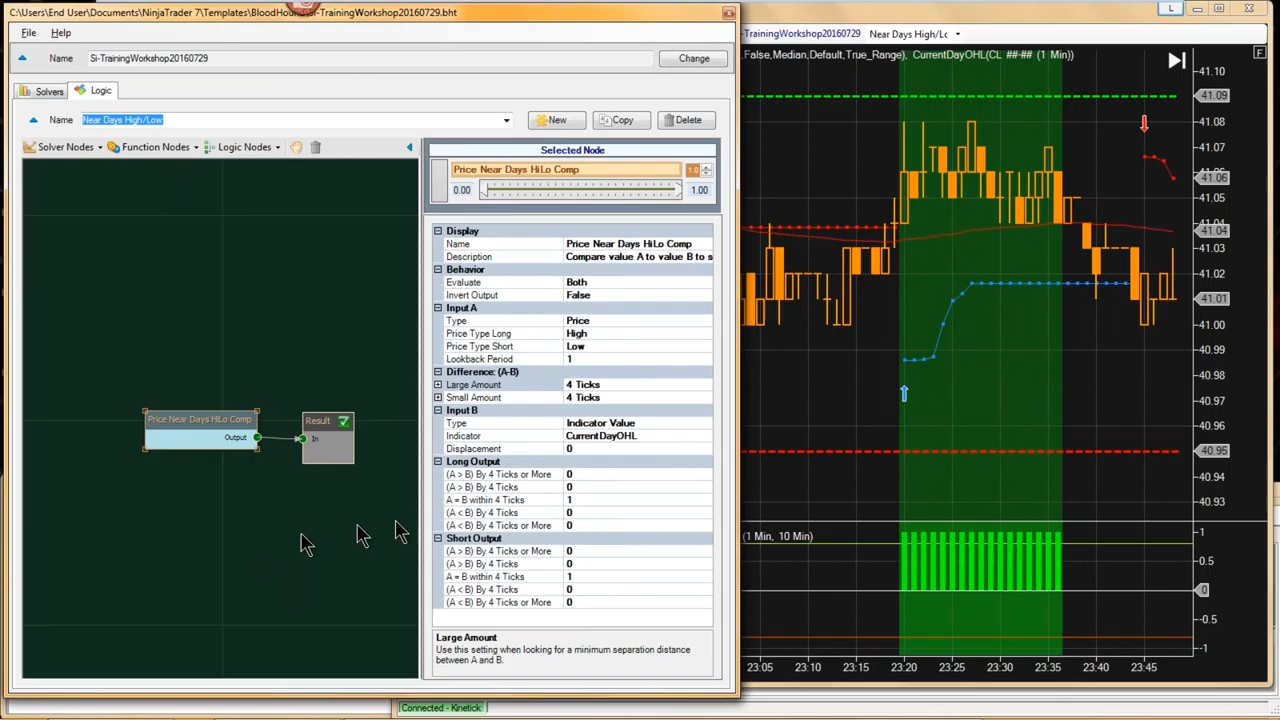 C:\Users\End User\Documents\NinjaTrader 7\Templates\BloodHound\Si-TrainingWorkshop20160729.bht
File Help
Name Si-TrainingWorkshop20160729 Change
Solvers Logic
Name Near Days High/Low New Copy Delete
Solver Nodes Function Nodes Logic Nodes
Price Near Days HiLo Comp
Output
Result
In
Selected Node
Price Near Days HiLo Comp 1.0
0.00 1.00
Display
Name Price Near Days HiLo Comp
Description Compare value A to value B to s
Behavior
Evaluate Both
Invert Output False
Input A
Type Price
Price Type Long High
Price Type Short Low
Lookback Period 1
Difference: (A-B)
Large Amount 4 Ticks
Small Amount 4 Ticks
Input B
Type Indicator Value
Indicator CurrentDayOHL
Displacement 0
Long Output
(A > B) By 4 Ticks or More 0
(A > B) By 4 Ticks 0
A = B within 4 Ticks 1
(A < B) By 4 Ticks 0
(A < B) By 4 Ticks or More 0
Short Output
(A > B) By 4 Ticks or More 0
(A > B) By 4 Ticks 0
A = B within 4 Ticks 1
(A < B) By 4 Ticks 0
(A < B) By 4 Ticks or More 0
Large Amount
Use this setting when looking for a minimum separation distance
between A and B.
L
-TrainingWorkshop20160729 Near Days High/Lo
,False,Median,Default,True_Range), CurrentDayOHL(CL ##-## (1 Min)) F
41.10
41.09
41.08
41.07
41.06
41.05
41.04
41.03
41.02
41.01
41.00
40.99
40.98
40.97
40.96
40.95
40.94
40.93
(1 Min, 10 Min)
1
0.5
0
-0.5
-1
23:05 23:10 23:15 23:20 23:25 23:30 23:35 23:40 23:45
Connected - Kinetick